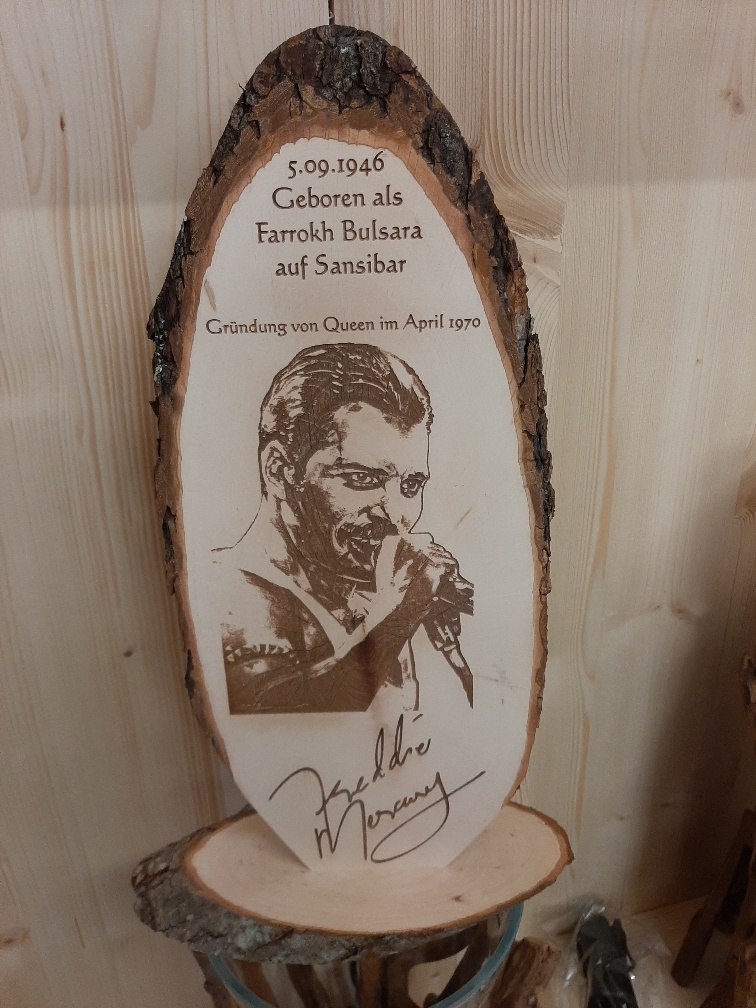 5.09.1946
Geboren als
Farrokh Bulsara
auf Sansibar
Gründung von Queen im April 1970
Freddie
Mercury